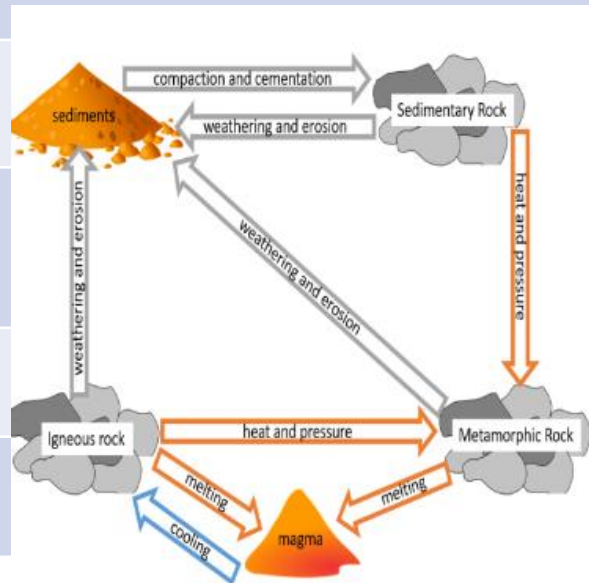 compaction and cementation
sediments
Sedimentary Rock
weathering and erosion
heat and pressure
weathering and erosion
weathering and erosion
Igneous rock
heat and pressure
Metamorphic Rock
melting
melting
cooling
magma